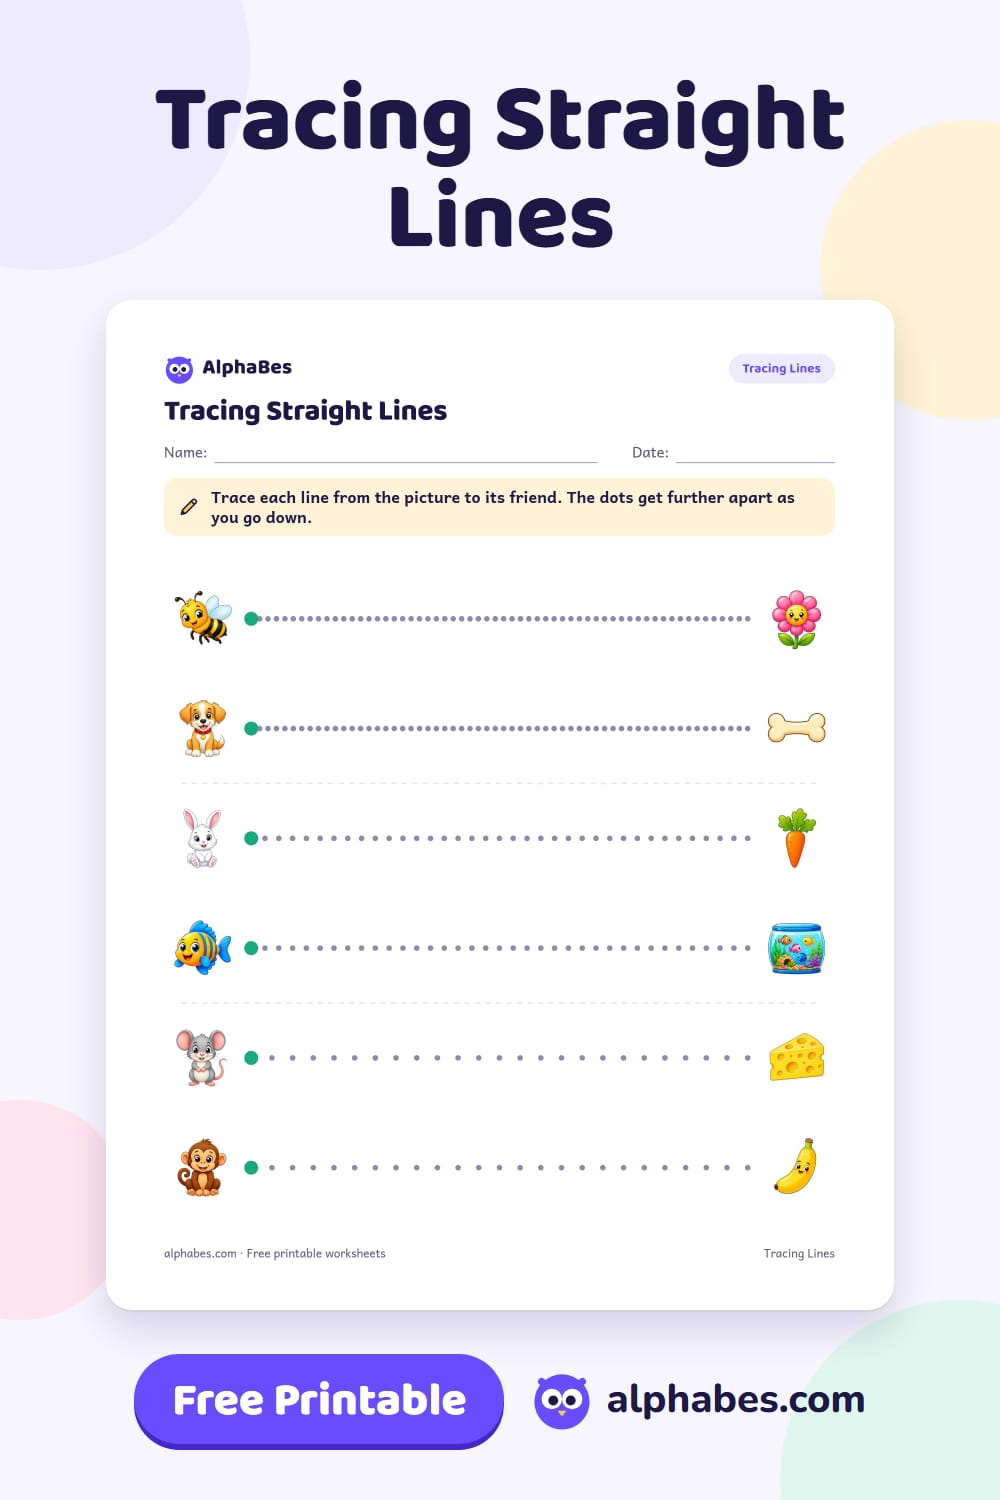 Tracing Straight
Lines
AlphaBes
Tracing Lines
Tracing Straight Lines
Name:
Date:
Trace each line from the picture to its friend. The dots get further apart as
you go down.
alphabes.com · Free printable worksheets
Tracing Lines
Free Printable
alphabes.com